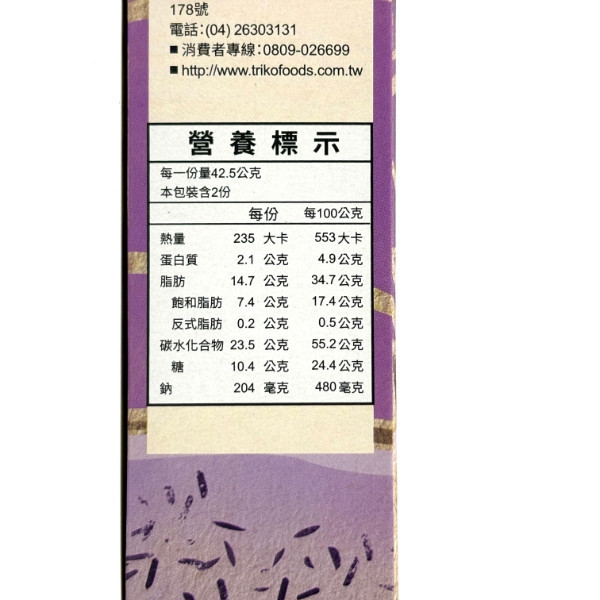 178號
電話:(04) 26303131
■ 消費者專線:0809-026699
■ http://www.trikofoods.com.tw
營養標示
每一份量42.5公克
本包裝含2份
每份 每100公克
熱量 235 大卡 553大卡
蛋白質 2.1 公克 4.9公克
脂肪 14.7 公克 34.7公克
飽和脂肪 7.4 公克 17.4公克
反式脂肪 0.2 公克 0.5公克
碳水化合物 23.5 公克 55.2公克
糖 10.4 公克 24.4公克
鈉 204 毫克 480毫克